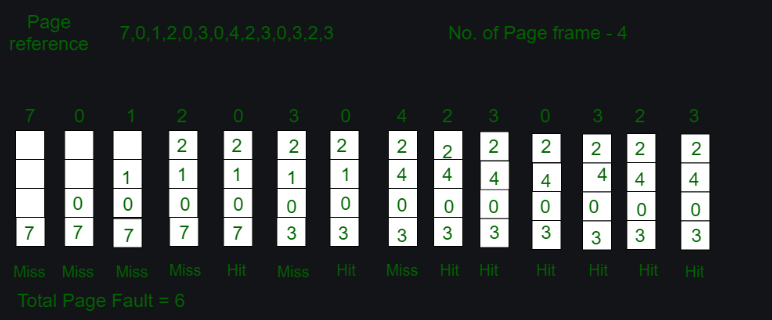 Page reference
7,0,1,2,0,3,0,4,2,3,0,3,2,3
No. of Page frame - 4
7 0 1 2 0 3 0 4 2 3 0 3 2 3
2 2 2 2 2 2 2 2 2 2 2
1 1 1 1 1 4 4 4 4 4 4 4
0 0 0 0 0 0 0 0 0 0 0 0 0
7 7 7 7 7 3 3 3 3 3 3 3 3 3
Miss Miss Miss Miss Hit Miss Hit Miss Hit Hit Hit Hit Hit Hit
Total Page Fault = 6